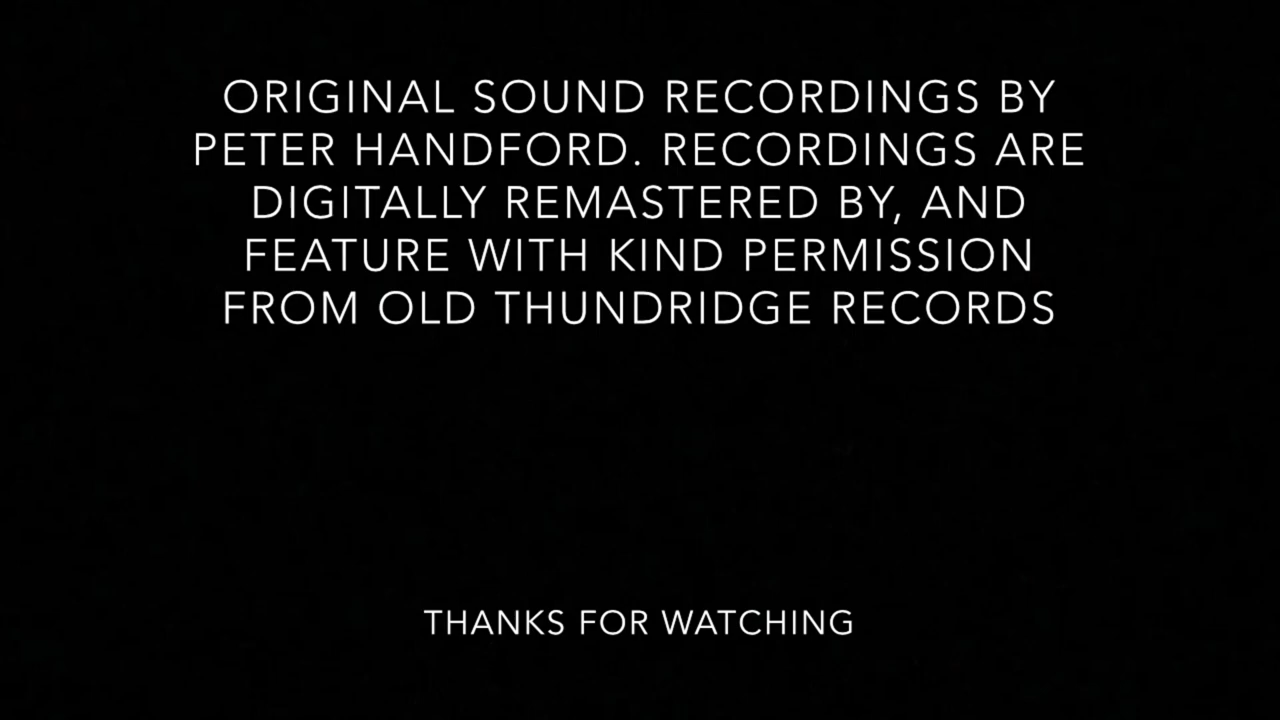 ORIGINAL SOUND RECORDINGS BY
PETER HANDFORD. RECORDINGS ARE
DIGITALLY REMASTERED BY, AND
FEATURE WITH KIND PERMISSION
FROM OLD THUNDRIDGE RECORDS
THANKS FOR WATCHING